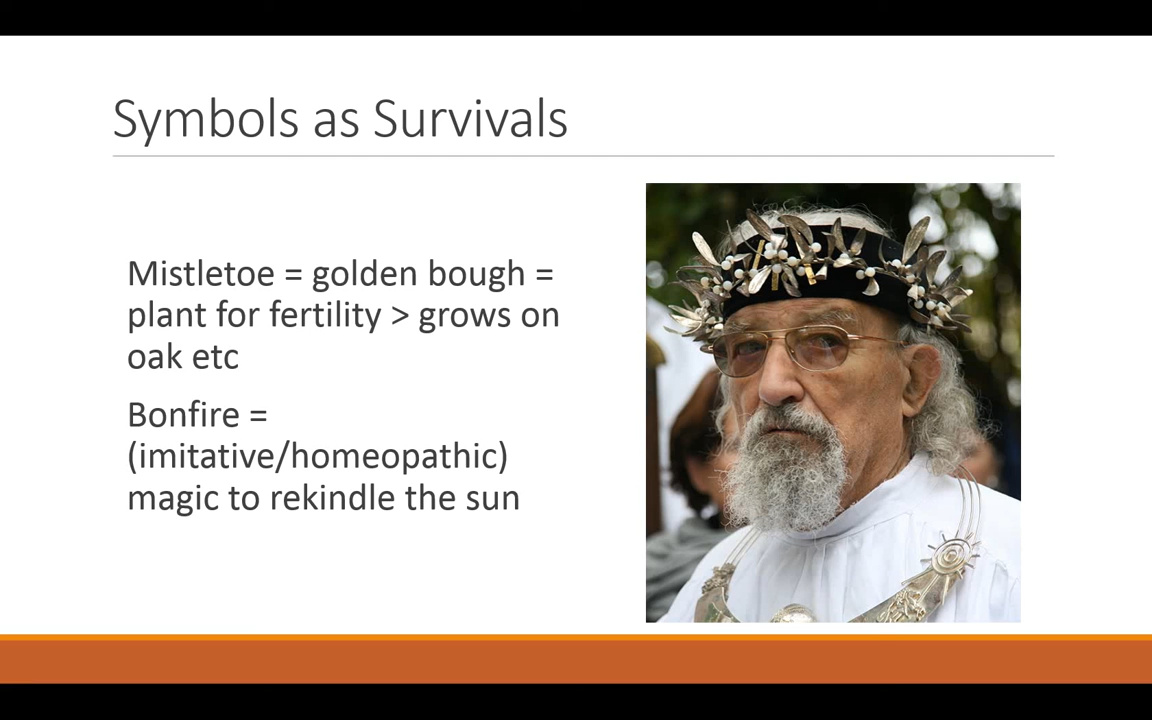 Symbols as Survivals
Mistletoe = golden bough =
plant for fertility > grows on
oak etc
Bonfire =
(imitative/homeopathic)
magic to rekindle the sun